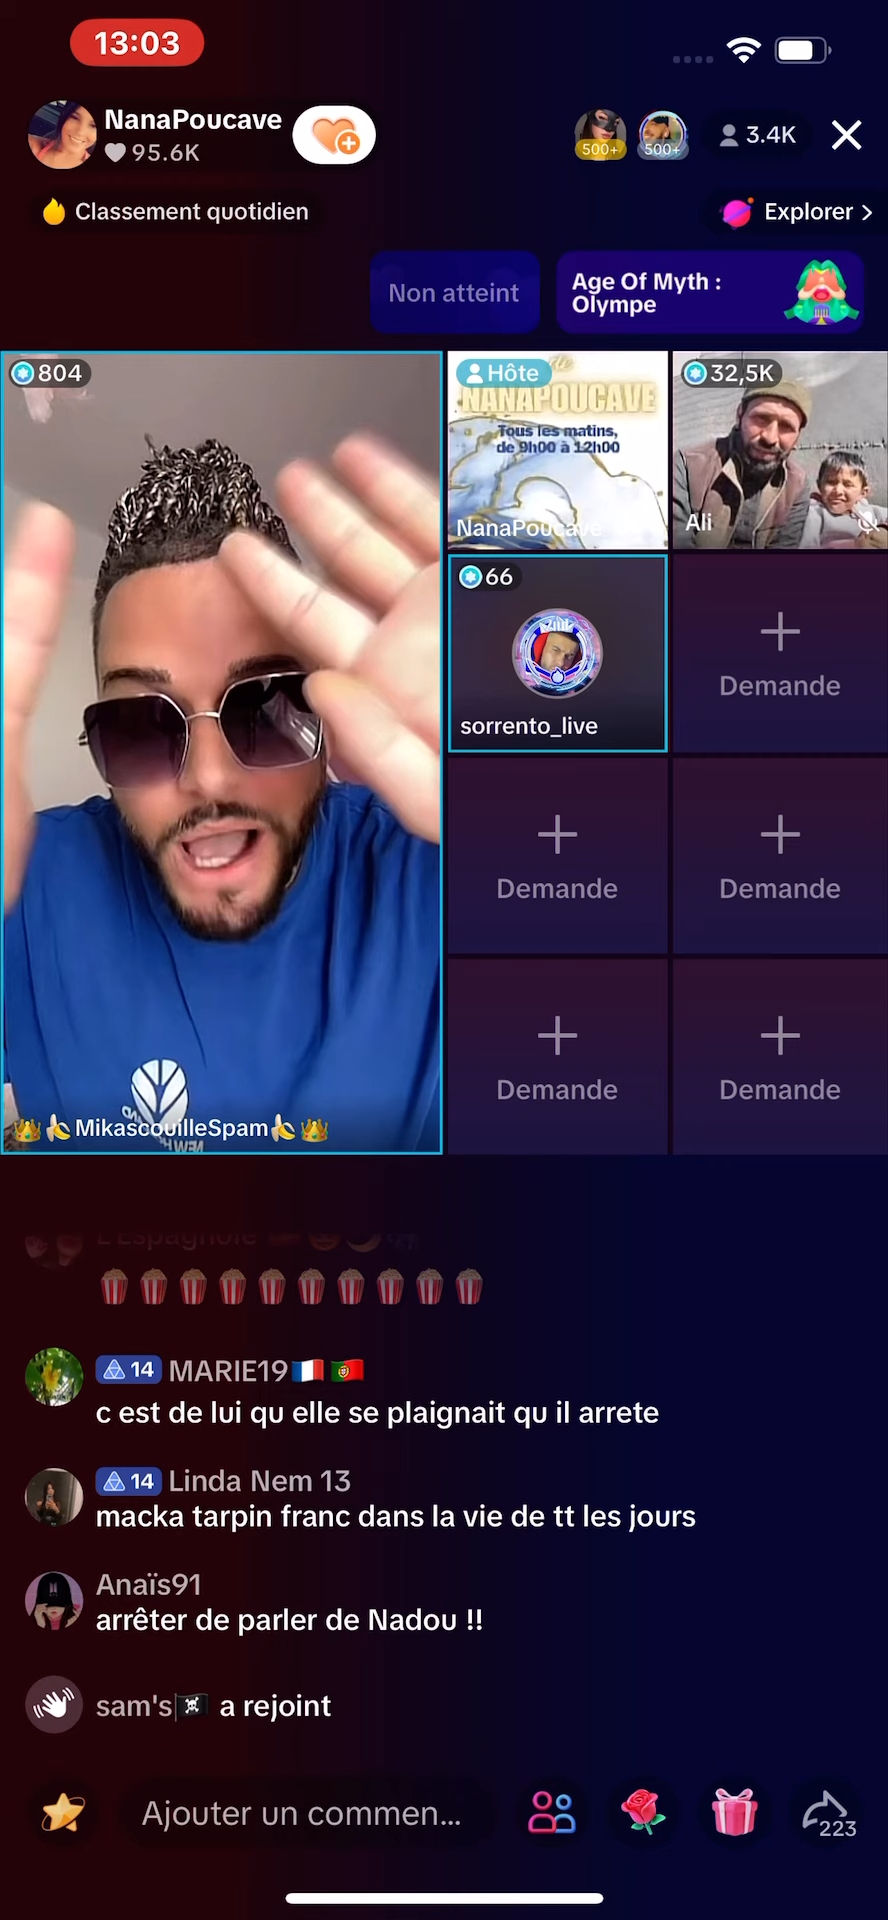 13:03
NanaPoucave
95.6K
500+
500+
3.4K
Classement quotidien
Explorer >
Non atteint
Age Of Myth :
Olympe
804
Hôte
NANAPOUCAVE
Tous les matins,
de 9h00 à 12h00
NanaPoucave
32,5K
Ali
66
sorrento_live
Demande
Demande
Demande
Demande
Demande
👑🍌MikascouilleSpam🍌👑
L'Espagnole
🍿🍿🍿🍿🍿🍿🍿🍿🍿🍿
14 MARIE19🇫🇷🇵🇹
c est de lui qu elle se plaignait qu il arrete
14 Linda Nem 13
macka tarpin franc dans la vie de tt les jours
Anaïs91
arrêter de parler de Nadou !!
sam's🏴‍☠️ a rejoint
Ajouter un commen...
223